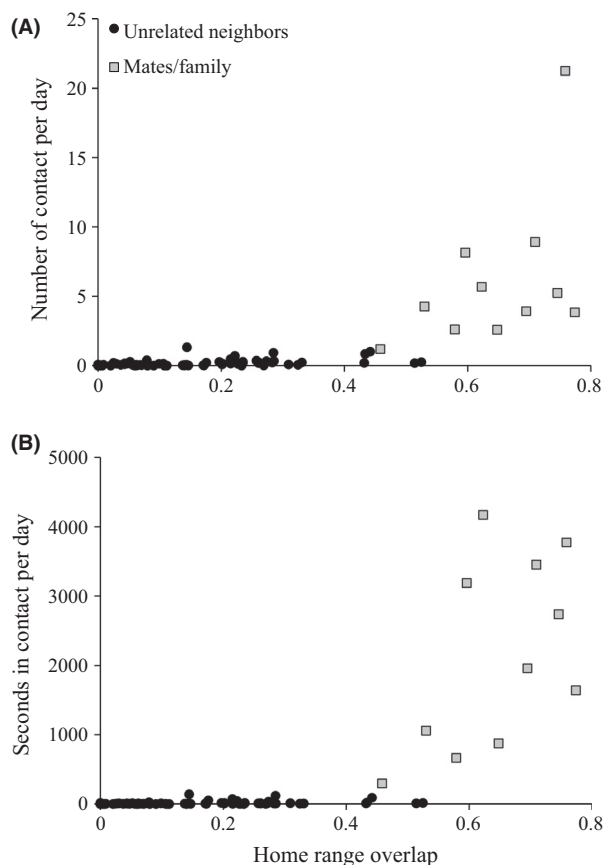 (A)
25
20
15
10
5
0
Number of contact per day
Unrelated neighbors
Mates/family
0 0.2 0.4 0.6 0.8
(B)
5000
4000
3000
2000
1000
0
Seconds in contact per day
0 0.2 0.4 0.6 0.8
Home range overlap